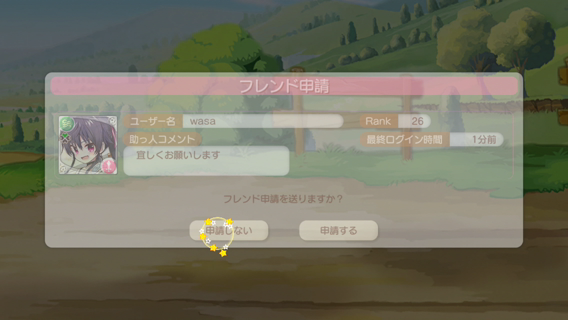 フレンド申請
ユーザー名 wasa Rank 26
助っ人コメント 最終ログイン時間 1分前
宜しくお願いします
フレンド申請を送りますか？
申請しない 申請する